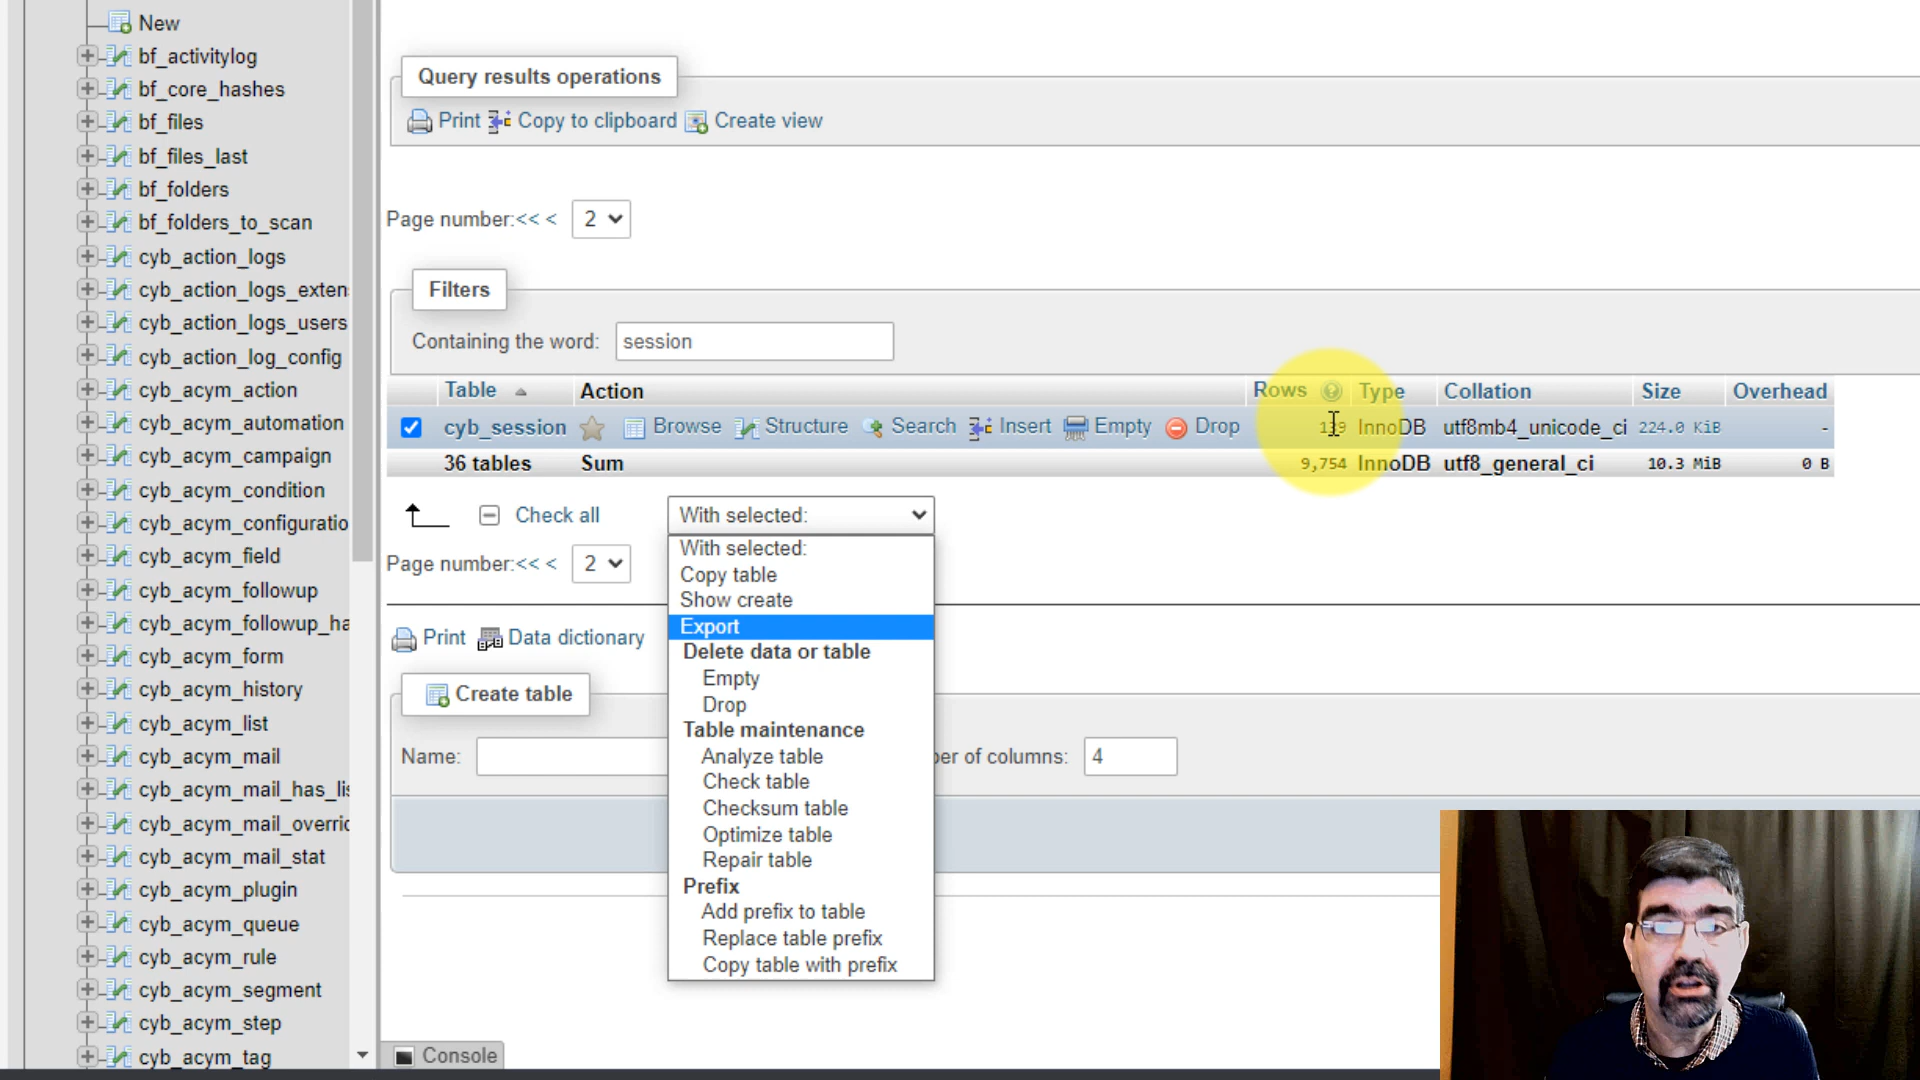 New
bf_activitylog
bf_core_hashes
bf_files
bf_files_last
bf_folders
bf_folders_to_scan
cyb_action_logs
cyb_action_logs_exten
cyb_action_logs_users
cyb_action_log_config
cyb_acym_action
cyb_acym_automation
cyb_acym_campaign
cyb_acym_condition
cyb_acym_configuratio
cyb_acym_field
cyb_acym_followup
cyb_acym_followup_ha
cyb_acym_form
cyb_acym_history
cyb_acym_list
cyb_acym_mail
cyb_acym_mail_has_lis
cyb_acym_mail_overric
cyb_acym_mail_stat
cyb_acym_plugin
cyb_acym_queue
cyb_acym_rule
cyb_acym_segment
cyb_acym_step
cyb_acym_tag
Query results operations
Print Copy to clipboard Create view
Page number: << < 2
Filters
Containing the word: session
Table Action Rows Type Collation Size Overhead
cyb_session Browse Structure Search Insert Empty Drop InnoDB utf8mb4_unicode_ci 224.0 KiB -
36 tables Sum 9,754 InnoDB utf8_general_ci 10.3 MiB 0 B
Check all With selected:
Page number: << < 2
With selected:
Copy table
Show create
Export
Delete data or table
Empty
Drop
Table maintenance
Analyze table
Check table
Checksum table
Optimize table
Repair table
Prefix
Add prefix to table
Replace table prefix
Copy table with prefix
Print Data dictionary
Create table
Name: er of columns: 4
Console